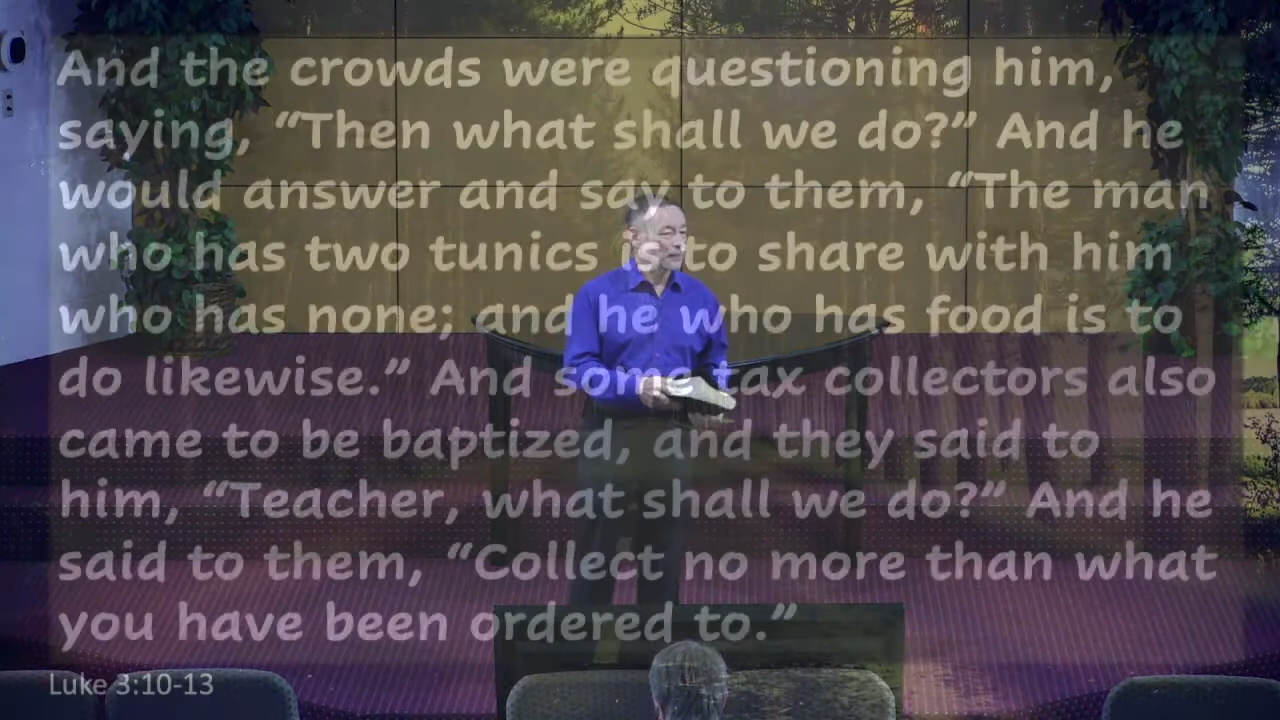 And the crowds were questioning him,
saying, “Then what shall we do?” And he
would answer and say to them, “The man
who has two tunics is to share with him
who has none; and he who has food is to
do likewise.” And some tax collectors also
came to be baptized, and they said to
him, “Teacher, what shall we do?” And he
said to them, “Collect no more than what
you have been ordered to.”
Luke 3:10-13